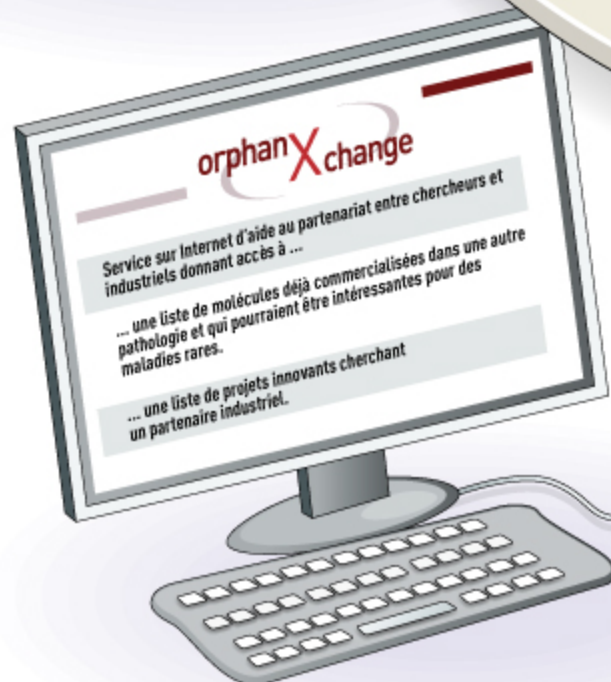 orphanXchange
Service sur Internet d'aide au partenariat entre chercheurs et
industriels donnant accès à ...
... une liste de molécules déjà commercialisées dans une autre
pathologie et qui pourraient être intéressantes pour des
maladies rares.
... une liste de projets innovants cherchant
un partenaire industriel.